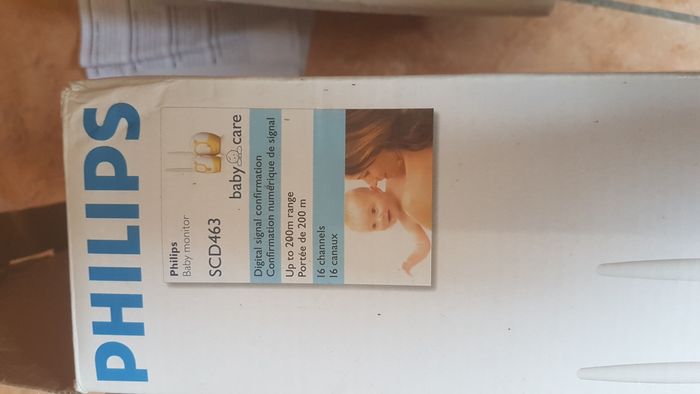 PHILIPS
Philips
Baby monitor
SCD463
baby care
Digital signal confirmation
Confirmation numérique de signal
Up to 200m range
Portée de 200 m
16 channels
16 canaux